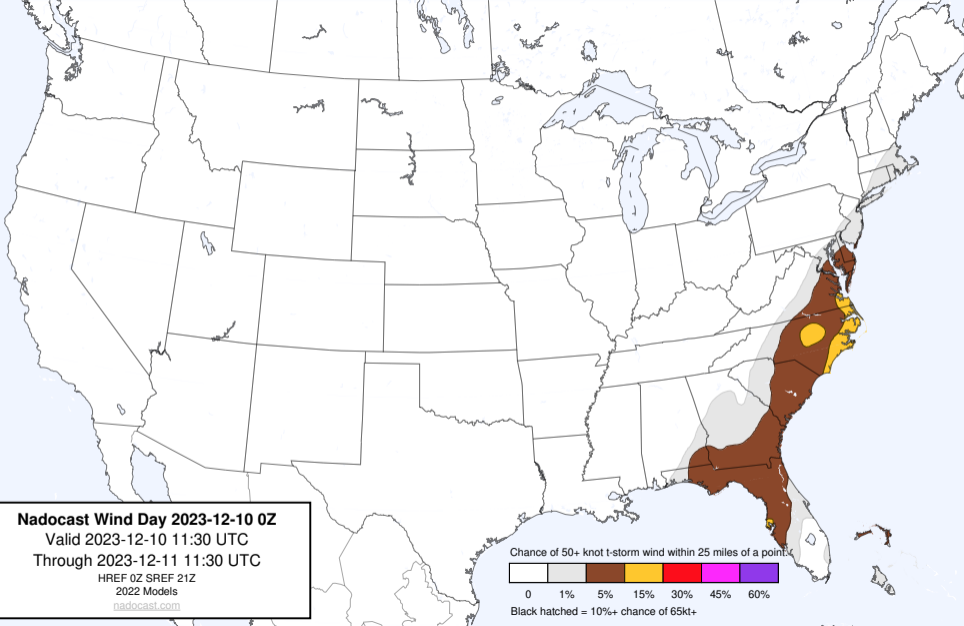 Nadocast Wind Day 2023-12-10 0Z
Valid 2023-12-10 11:30 UTC
Through 2023-12-11 11:30 UTC
HREF 0Z SREF 21Z
2022 Models
nadocast.com
Chance of 50+ knot t-storm wind within 25 miles of a point.
0 1% 5% 15% 30% 45% 60%
Black hatched = 10%+ chance of 65kt+